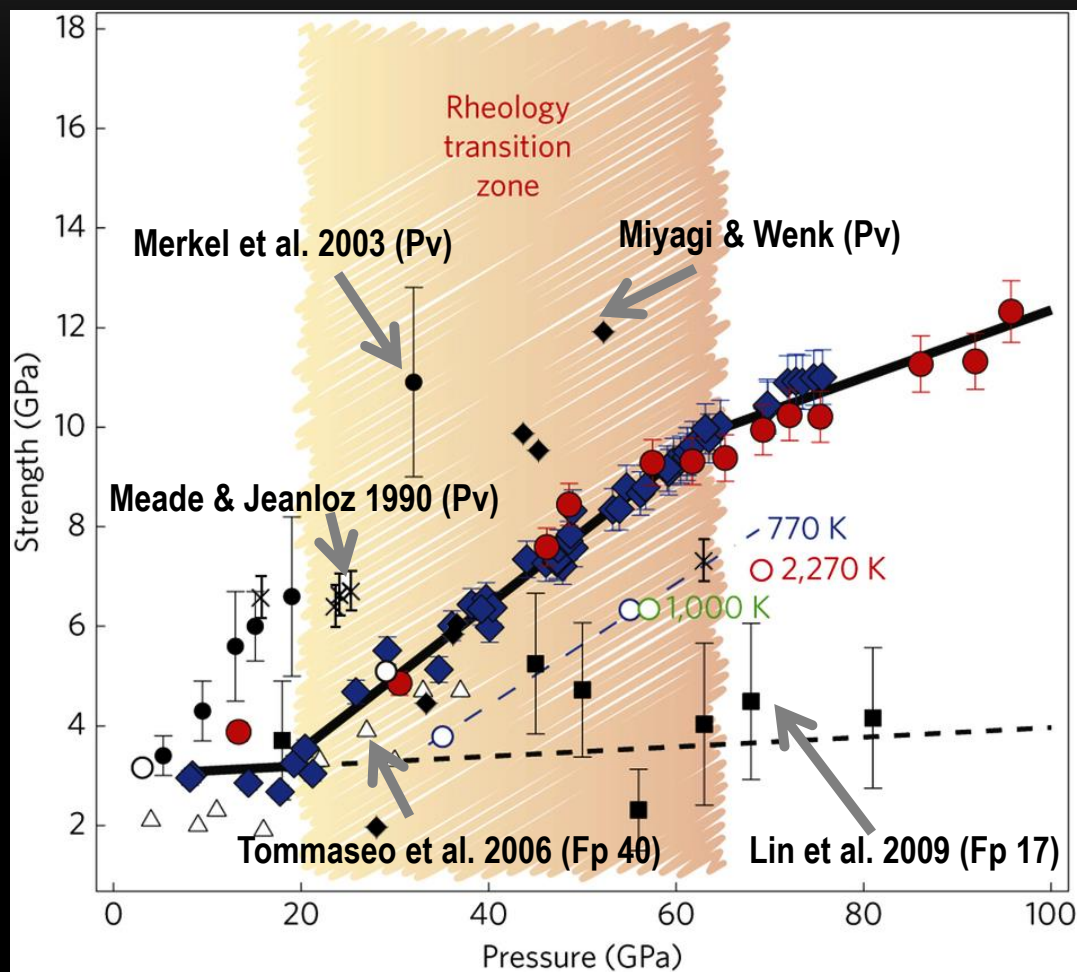 18
16
14
12
10
8
6
4
2
Strength (GPa)
Rheology
transition
zone
Merkel et al. 2003 (Pv)
Miyagi & Wenk (Pv)
Meade & Jeanloz 1990 (Pv)
770 K
2,270 K
1,000 K
Tommaseo et al. 2006 (Fp 40)
Lin et al. 2009 (Fp 17)
0 20 40 60 80 100
Pressure (GPa)